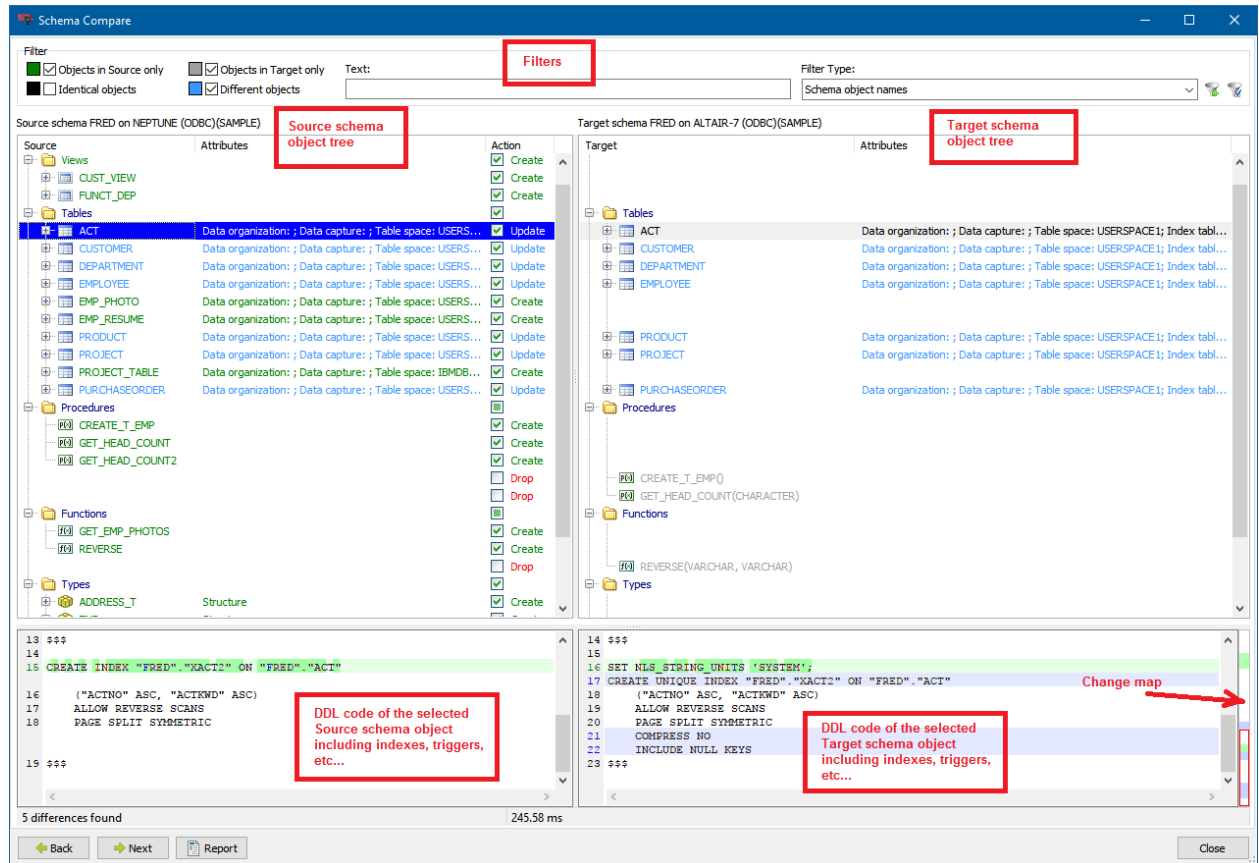 Schema Compare
Filter
Objects in Source only Objects in Target only Text: Filters Filter Type:
Identical objects Different objects Schema object names
Source schema FRED on NEPTUNE (ODBC)(SAMPLE) Target schema FRED on ALTAIR-7 (ODBC)(SAMPLE)
Source schema
object tree
Target schema
object tree
Source Attributes Action Target Attributes
Views Create
CUST_VIEW Create
FUNCT_DEP Create
Tables Tables
ACT Data organization: ; Data capture: ; Table space: USERS... Update ACT Data organization: ; Data capture: ; Table space: USERSPACE1; Index tabl...
CUSTOMER Data organization: ; Data capture: ; Table space: USERS... Update CUSTOMER Data organization: ; Data capture: ; Table space: USERSPACE1; Index tabl...
DEPARTMENT Data organization: ; Data capture: ; Table space: USERS... Update DEPARTMENT Data organization: ; Data capture: ; Table space: USERSPACE1; Index tabl...
EMPLOYEE Data organization: ; Data capture: ; Table space: USERS... Update EMPLOYEE Data organization: ; Data capture: ; Table space: USERSPACE1; Index tabl...
EMP_PHOTO Data organization: ; Data capture: ; Table space: USERS... Create
EMP_RESUME Data organization: ; Data capture: ; Table space: USERS... Create
PRODUCT Data organization: ; Data capture: ; Table space: USERS... Update PRODUCT Data organization: ; Data capture: ; Table space: USERSPACE1; Index tabl...
PROJECT Data organization: ; Data capture: ; Table space: USERS... Update PROJECT Data organization: ; Data capture: ; Table space: USERSPACE1; Index tabl...
PROJECT_TABLE Data organization: ; Data capture: ; Table space: IBMDB... Create
PURCHASEORDER Data organization: ; Data capture: ; Table space: USERS... Update PURCHASEORDER Data organization: ; Data capture: ; Table space: USERSPACE1; Index tabl...
Procedures Procedures
CREATE_T_EMP Create
GET_HEAD_COUNT Create
GET_HEAD_COUNT2 Create
Drop CREATE_T_EMP()
Drop GET_HEAD_COUNT(CHARACTER)
Functions Functions
GET_EMP_PHOTOS Create
REVERSE Create
Drop REVERSE(VARCHAR, VARCHAR)
Types Types
ADDRESS_T Structure Create
13 $$$
14
15 CREATE INDEX "FRED"."XACT2" ON "FRED"."ACT"
16 ("ACTNO" ASC, "ACTKWD" ASC)
17 ALLOW REVERSE SCANS
18 PAGE SPLIT SYMMETRIC
19 $$$
DDL code of the selected
Source schema object
including indexes, triggers,
etc...
14 $$$
15
16 SET NLS_STRING_UNITS 'SYSTEM';
17 CREATE UNIQUE INDEX "FRED"."XACT2" ON "FRED"."ACT"
18 ("ACTNO" ASC, "ACTKWD" ASC)
19 ALLOW REVERSE SCANS
20 PAGE SPLIT SYMMETRIC
21 COMPRESS NO
22 INCLUDE NULL KEYS
23 $$$
Change map
DDL code of the selected
Target schema object
including indexes, triggers,
etc...
5 differences found 245.58 ms
Back Next Report Close